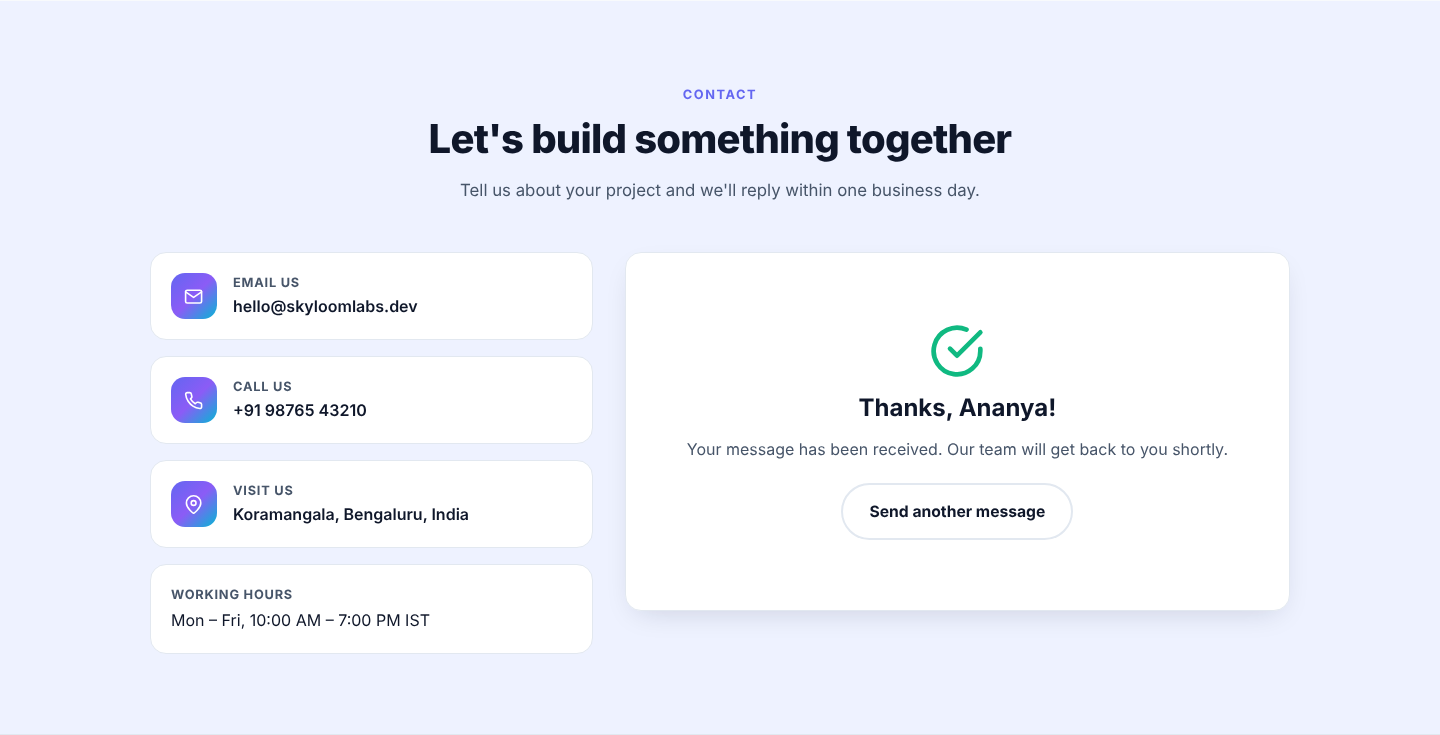 CONTACT
Let's build something together
Tell us about your project and we'll reply within one business day.
EMAIL US
hello@skyloomlabs.dev
CALL US
+91 98765 43210
VISIT US
Koramangala, Bengaluru, India
WORKING HOURS
Mon – Fri, 10:00 AM – 7:00 PM IST
Thanks, Ananya!
Your message has been received. Our team will get back to you shortly.
Send another message